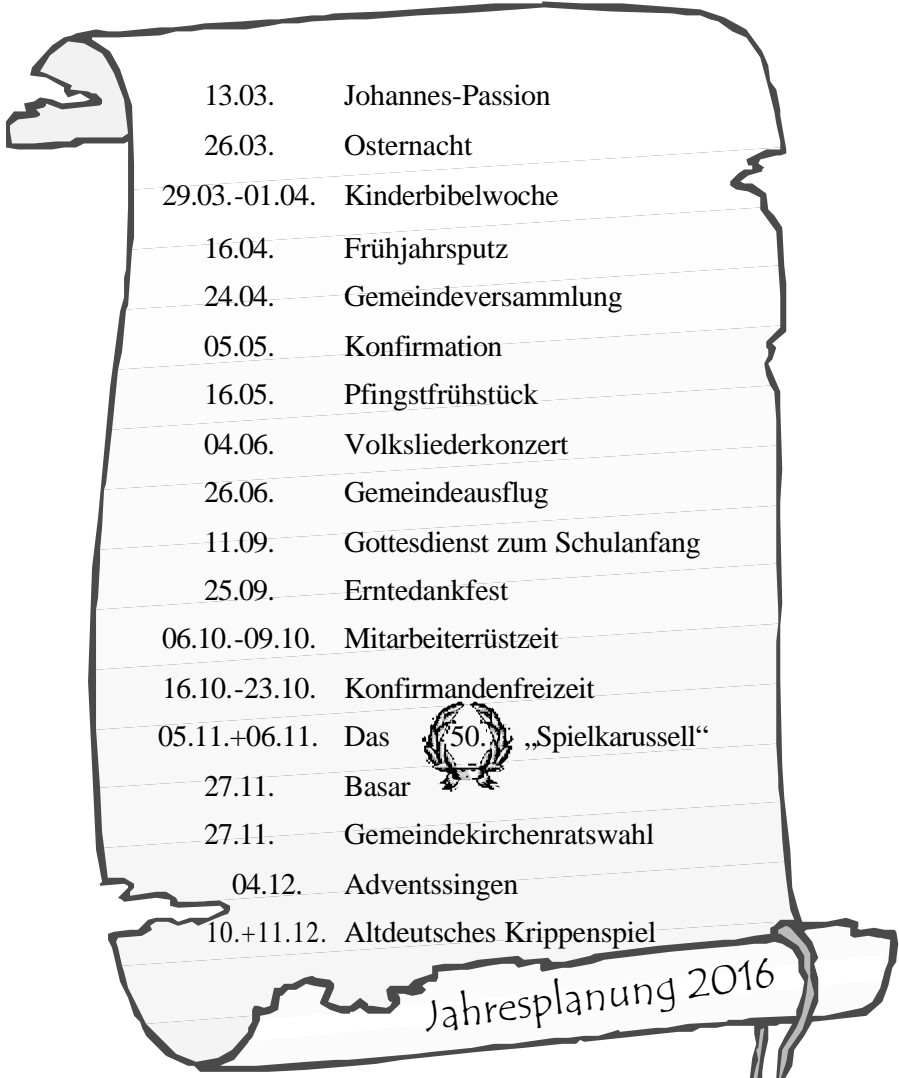 13.03. Johannes-Passion
26.03. Osternacht
29.03.-01.04. Kinderbibelwoche
16.04. Frühjahrsputz
24.04. Gemeindeversammlung
05.05. Konfirmation
16.05. Pfingstfrühstück
04.06. Volksliederkonzert
26.06. Gemeindeausflug
11.09. Gottesdienst zum Schulanfang
25.09. Erntedankfest
06.10.-09.10. Mitarbeiterrüstzeit
16.10.-23.10. Konfirmandenfreizeit
05.11.+06.11. Das 50. „Spielkarussell“
27.11. Basar
27.11. Gemeindekirchenratswahl
04.12. Adventssingen
10.+11.12. Altdeutsches Krippenspiel
Jahresplanung 2016